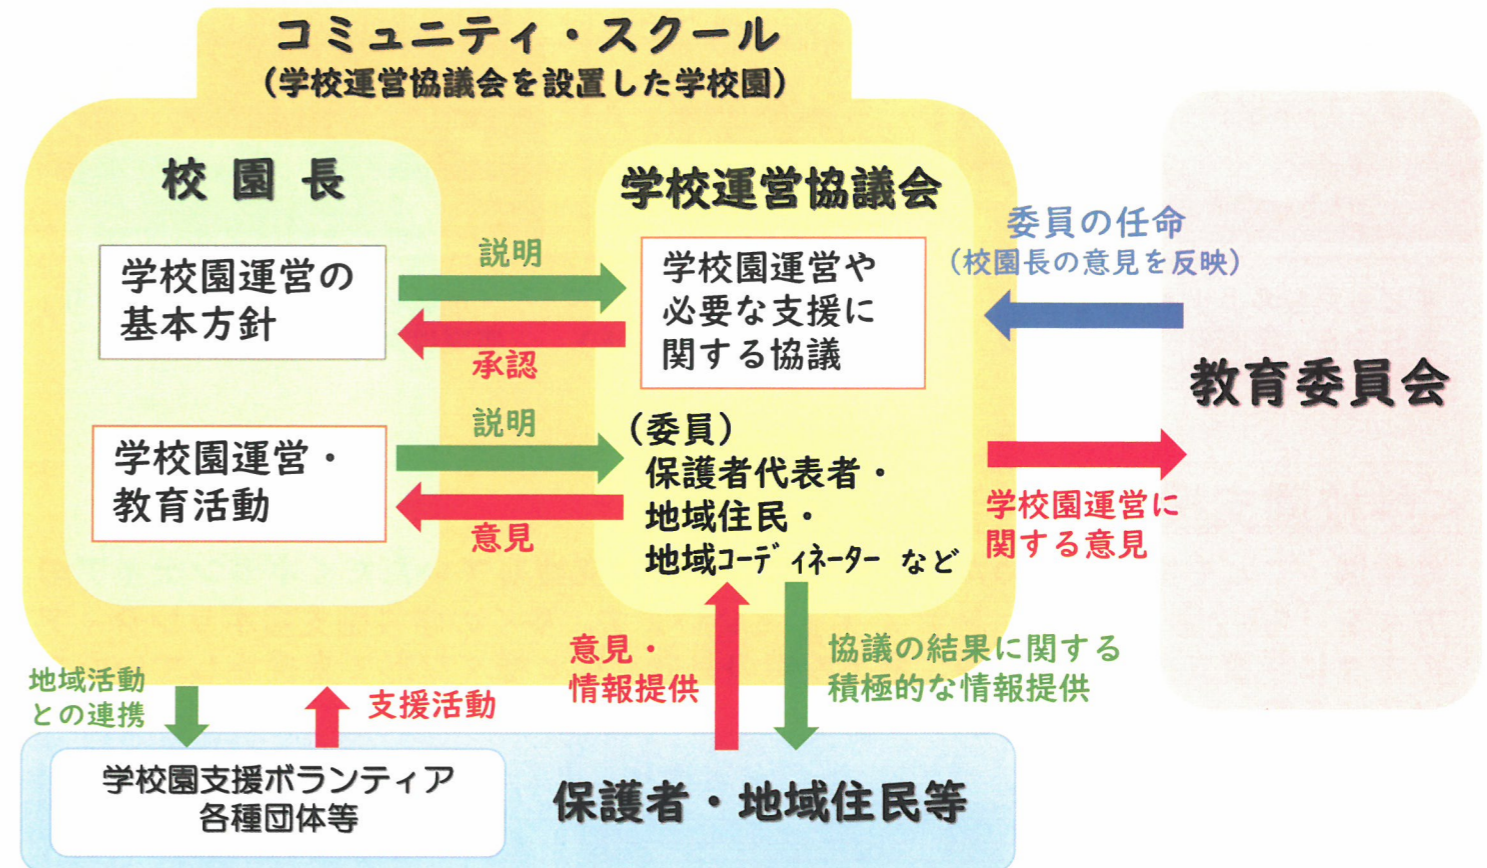 コミュニティ・スクール
(学校運営協議会を設置した学校園)
校園長
学校園運営の
基本方針
学校園運営・
教育活動
説明
承認
説明
意見
学校運営協議会
学校園運営や
必要な支援に
関する協議
(委員)
保護者代表者・
地域住民・
地域コーディネーター など
委員の任命
(校園長の意見を反映)
教育委員会
学校園運営に
関する意見
地域活動
との連携
支援活動
意見・
情報提供
協議の結果に関する
積極的な情報提供
学校園支援ボランティア
各種団体等
保護者・地域住民等